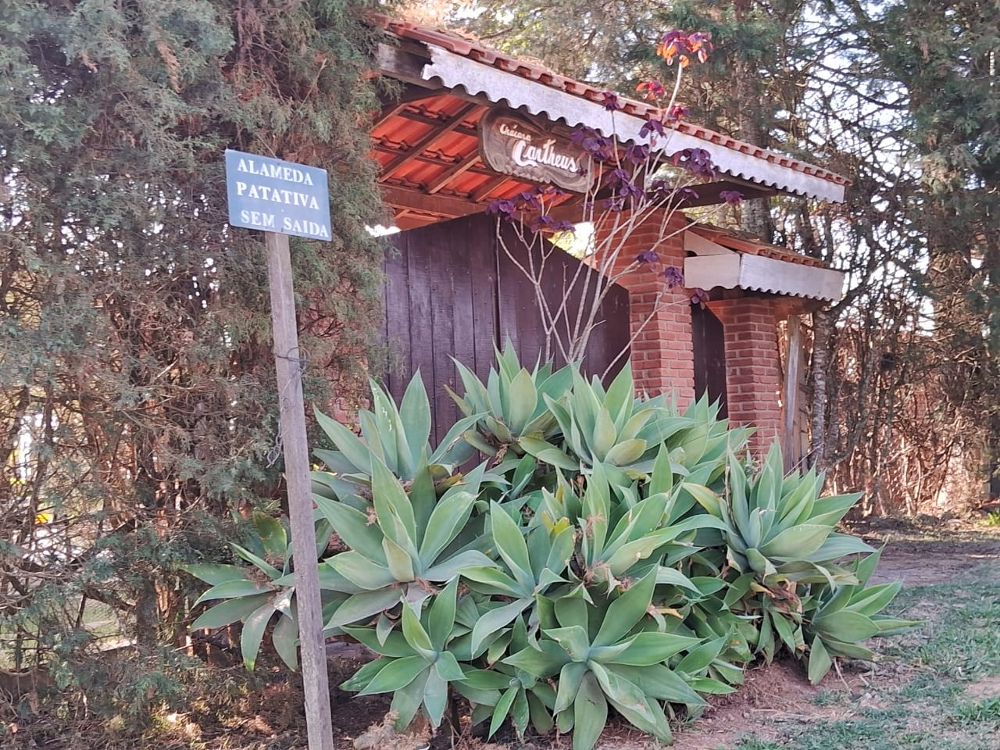 ALAMEDA
PATATIVA
SEM SAIDA
Chácara
Cartheus